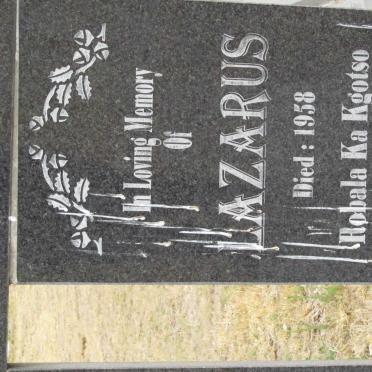 In Loving Memory
Of
LAZARUS
Died : 1958
Robala Ka Kgotso